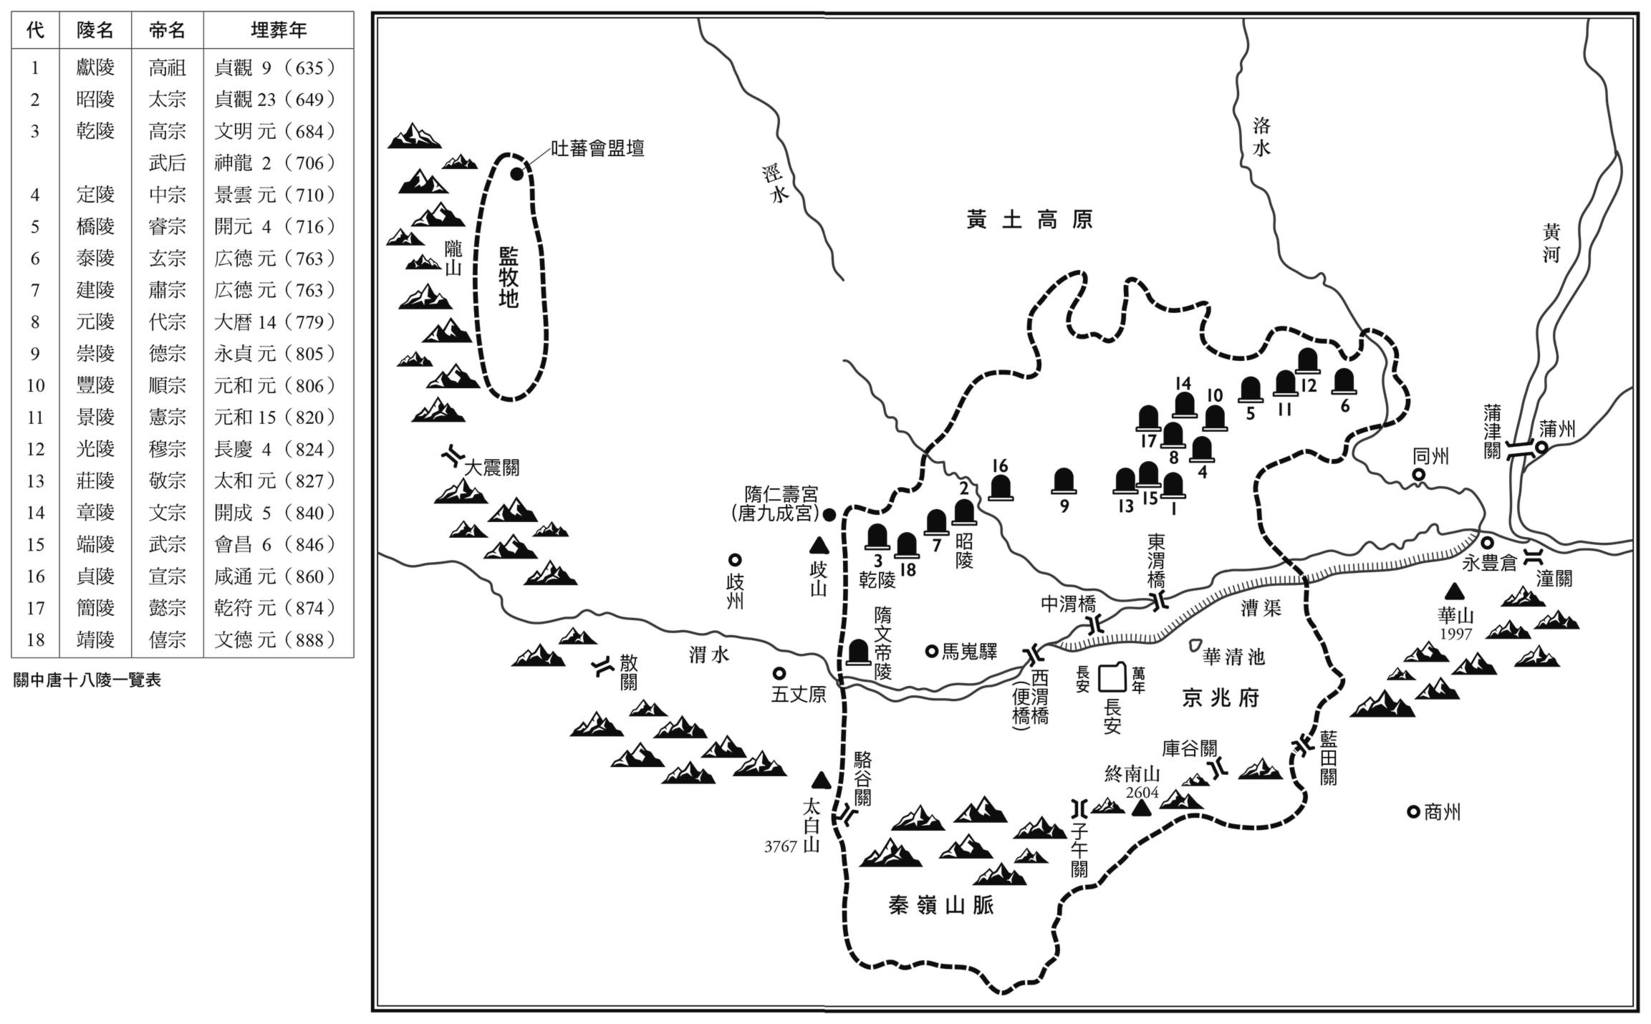 代 陵名 帝名 埋葬年
1 獻陵 高祖 貞觀 9（635）
2 昭陵 太宗 貞觀 23（649）
3 乾陵 高宗 文明 元（684）
武后 神龍 2（706）
4 定陵 中宗 景雲 元（710）
5 橋陵 睿宗 開元 4（716）
6 泰陵 玄宗 広德 元（763）
7 建陵 肅宗 広德 元（763）
8 元陵 代宗 大曆 14（779）
9 崇陵 德宗 永貞 元（805）
10 豐陵 順宗 元和 元（806）
11 景陵 憲宗 元和 15（820）
12 光陵 穆宗 長慶 4（824）
13 莊陵 敬宗 太和 元（827）
14 章陵 文宗 開成 5（840）
15 端陵 武宗 會昌 6（846）
16 貞陵 宣宗 咸通 元（860）
17 簡陵 懿宗 乾符 元（874）
18 靖陵 僖宗 文德 元（888）
關中唐十八陵一覽表
吐蕃會盟壇
涇水
洛水
黃土高原
黃河
隴山
監牧地
大震關
隋仁壽宮
（唐九成宮）
岐山
岐州
14
10
5
11
12
6
17
8
4
16
2
9
13
15
1
3
乾陵
18
7
昭陵
蒲津關
蒲州
同州
永豊倉
潼關
華山
1997
東渭橋
中渭橋
漕渠
華清池
隋文帝陵
馬嵬驛
渭水
散關
五丈原
西渭橋
（便橋）
長安
萬年
長安
京兆府
藍田關
庫谷關
終南山
2604
商州
駱谷關
太白山
3767
子午關
秦嶺山脈